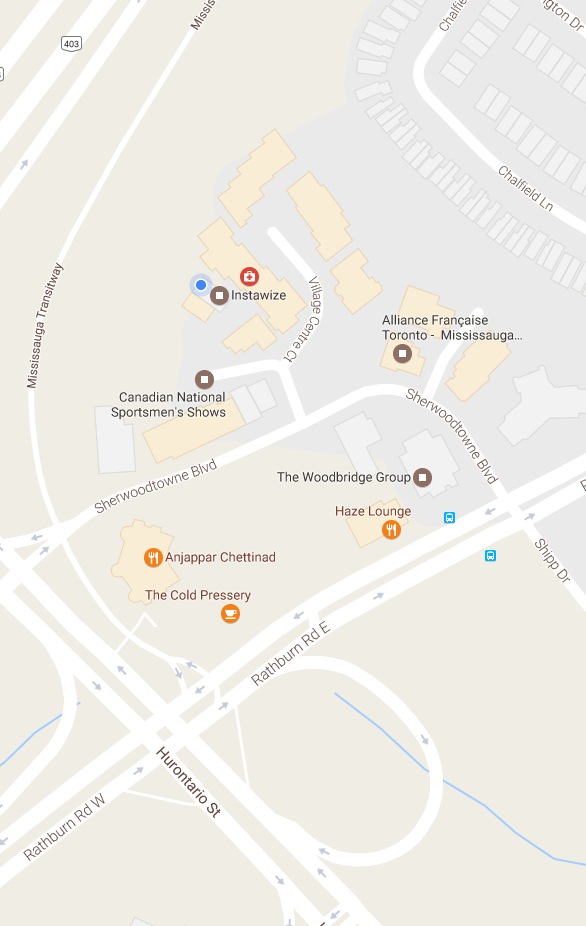 Missis
403
Chalfie
ngton Dr
Chalfield Ln
Mississauga Transitway
Instawize
Village Centre Ct
Alliance Française
Toronto - Mississauga...
Canadian National
Sportsmen's Shows
Sherwoodtowne Blvd
Sherwoodtowne Blvd
The Woodbridge Group
Haze Lounge
Anjappar Chettinad
The Cold Pressery
Shipp Dr
Rathburn Rd E
Hurontario St
Rathburn Rd W